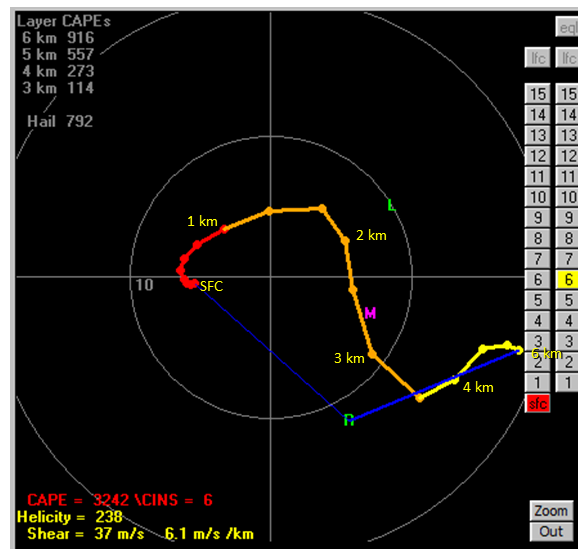 Layer CAPEs
6 km 916
5 km 557
4 km 273
3 km 114
Hail 792
eql
lfc lfc
15 15
14 14
13 13
12 12
11 11
10 10
9 9
8 8
7 7
6 6
5 5
4 4
3 3
2 2
1 1
sfc
L
1 km
2 km
10
SFC
M
3 km
6 km
4 km
R
CAPE = 3242 \CINS = 6
Helicity = 238
Shear = 37 m/s 6.1 m/s /km
Zoom
Out